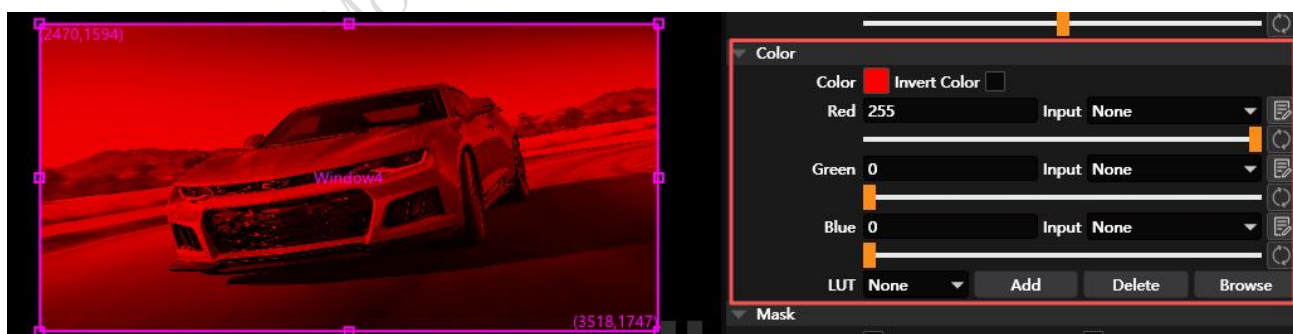 (2470,1594)
Window4
(3518,1747)
Color
Color Invert Color
Red 255 Input None
Green 0 Input None
Blue 0 Input None
LUT None Add Delete Browse
Mask